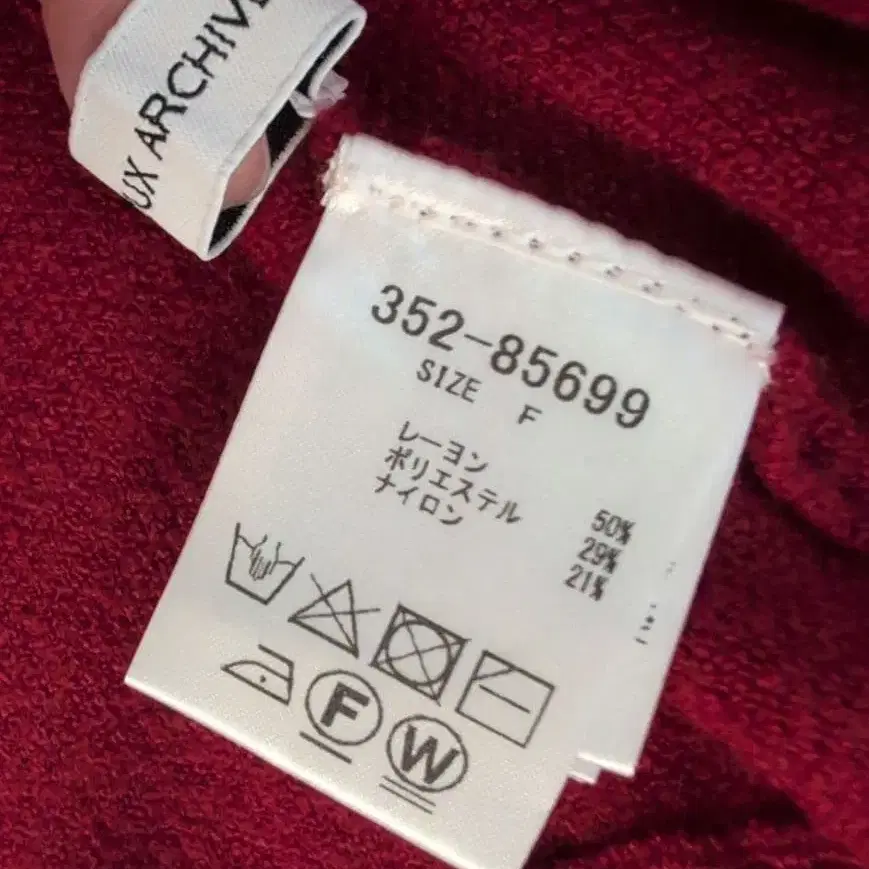 UX ARCHIV
352-85699
SIZE F
レーヨン 50%
ポリエステル 29%
ナイロン 21%
F
W